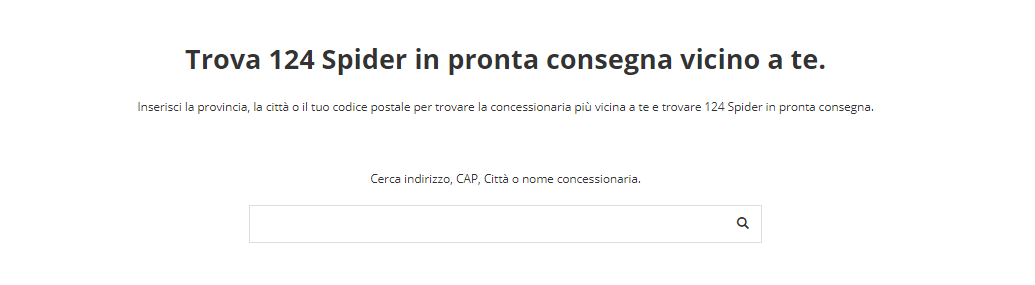 Trova 124 Spider in pronta consegna vicino a te.
Inserisci la provincia, la città o il tuo codice postale per trovare la concessionaria più vicina a te e trovare 124 Spider in pronta consegna.
Cerca indirizzo, CAP, Città o nome concessionaria.